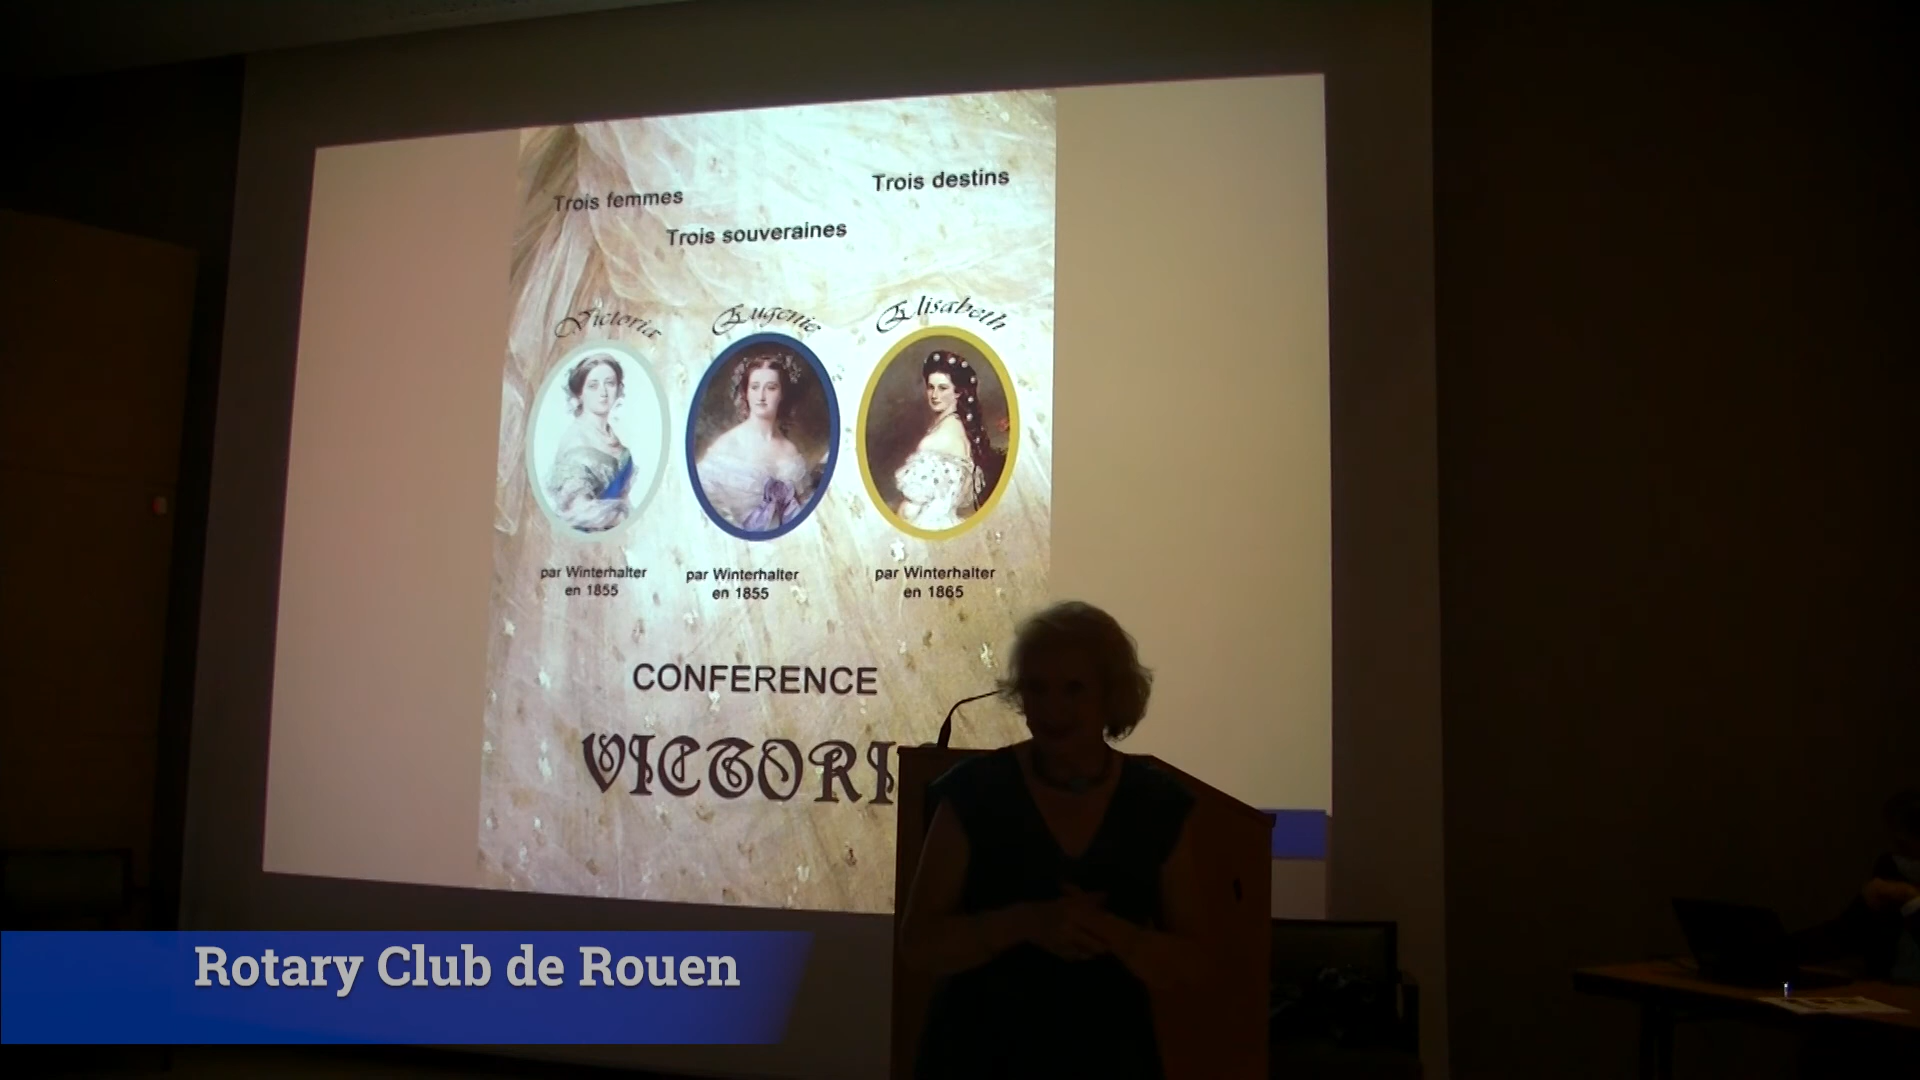 Trois femmes
Trois destins
Trois souveraines
Victoria
Eugenie
Elisabeth
par Winterhalter
en 1855
par Winterhalter
en 1855
par Winterhalter
en 1865
CONFERENCE
VICTORI
Rotary Club de Rouen